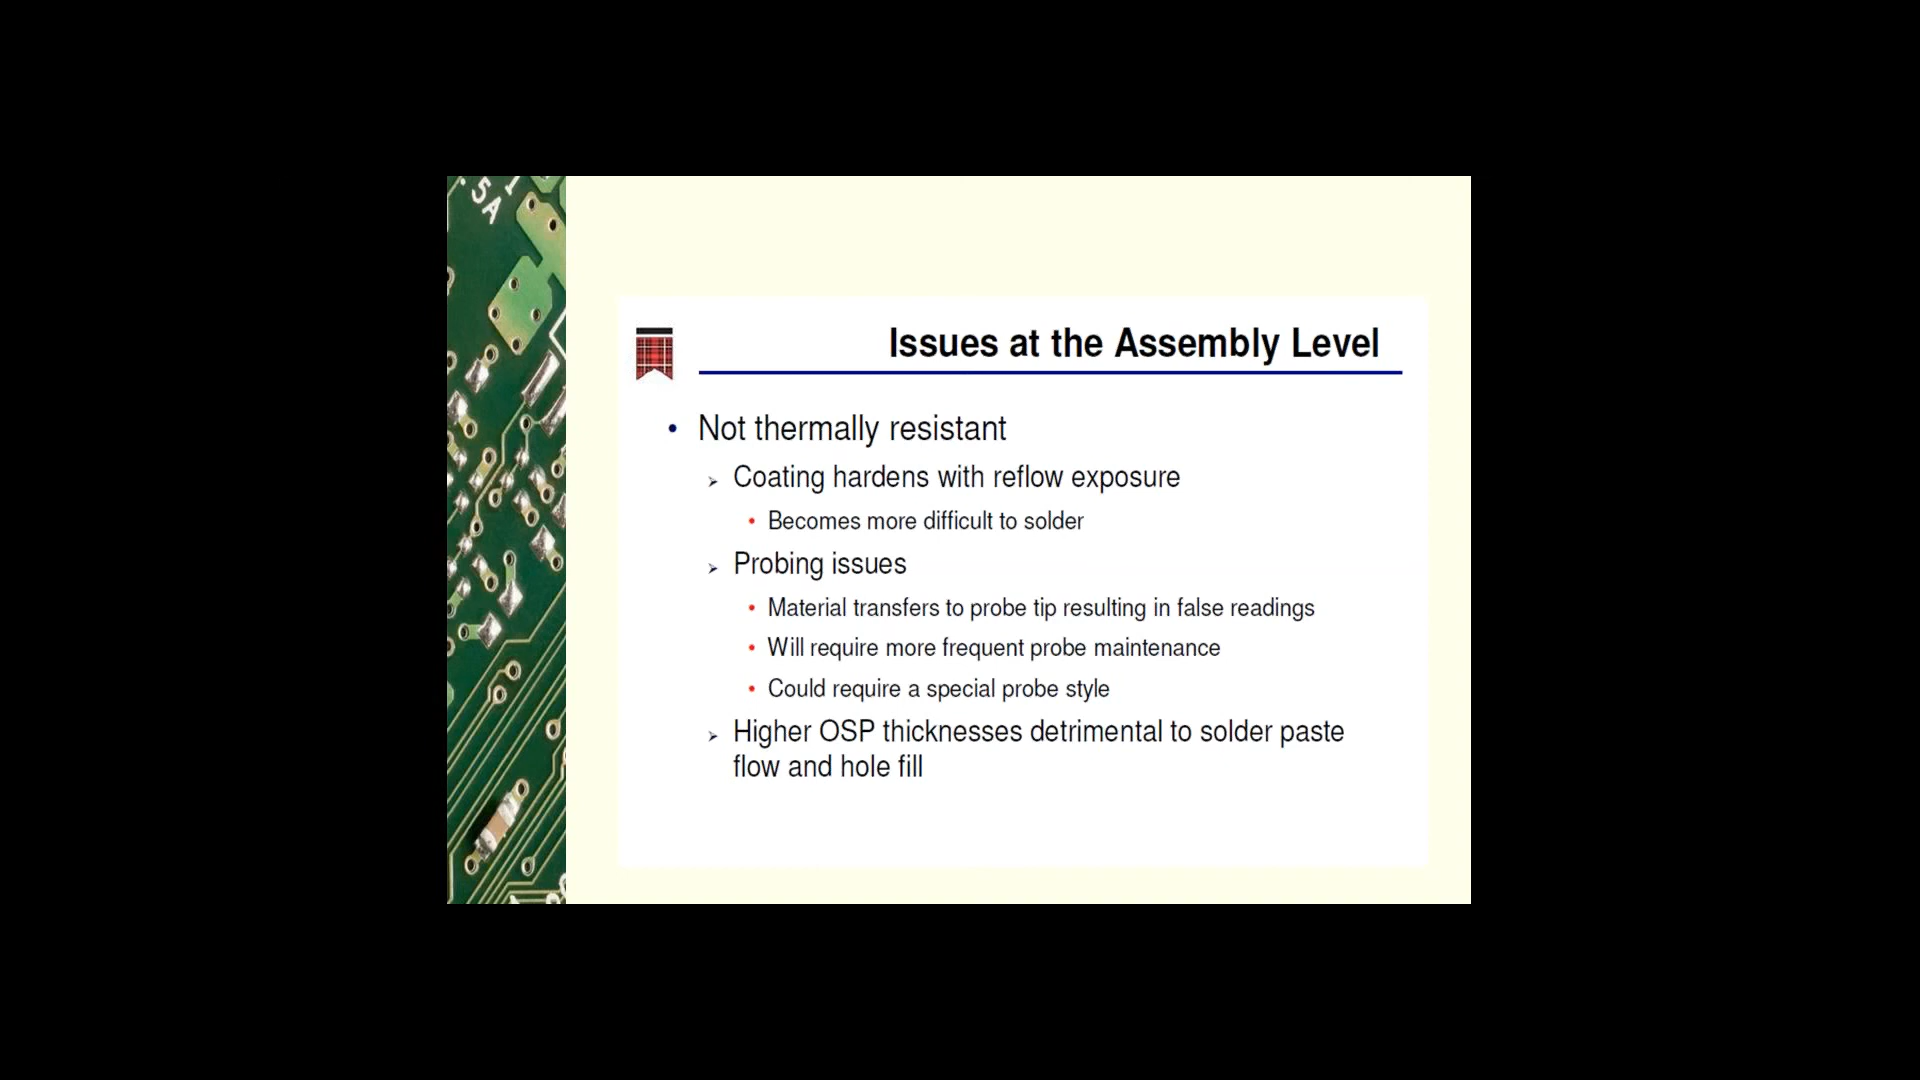 .5A
Issues at the Assembly Level
• Not thermally resistant
➢ Coating hardens with reflow exposure
• Becomes more difficult to solder
➢ Probing issues
• Material transfers to probe tip resulting in false readings
• Will require more frequent probe maintenance
• Could require a special probe style
➢ Higher OSP thicknesses detrimental to solder paste
flow and hole fill